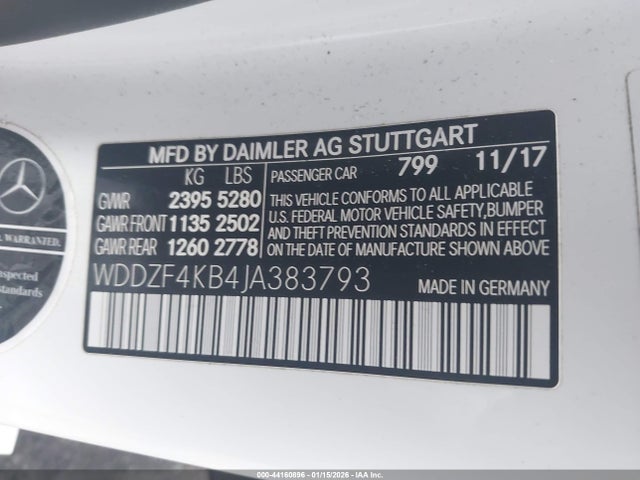 MFD BY DAIMLER AG STUTTGART
KG LBS
GVWR 2395 5280
GAWR FRONT 1135 2502
GAWR REAR 1260 2778
PASSENGER CAR 799 11/17
THIS VEHICLE CONFORMS TO ALL APPLICABLE
U.S. FEDERAL MOTOR VEHICLE SAFETY, BUMPER
AND THEFT PREVENTION STANDARDS IN EFFECT
ON THE DATE OF MANUFACTURE SHOWN ABOVE
WDDZF4KB4JA383793
MADE IN GERMANY
WARRANTED.
standards
000-44160896 - 01/15/2026 - Copyright IAA, Inc.